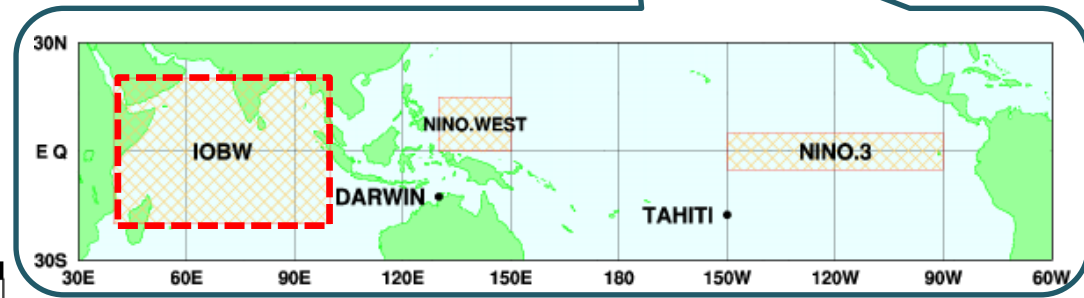 30N
NINO.WEST
E Q
IOBW
NINO.3
DARWIN
TAHITI
30S
30E 60E 90E 120E 150E 180 150W 120W 90W 60W